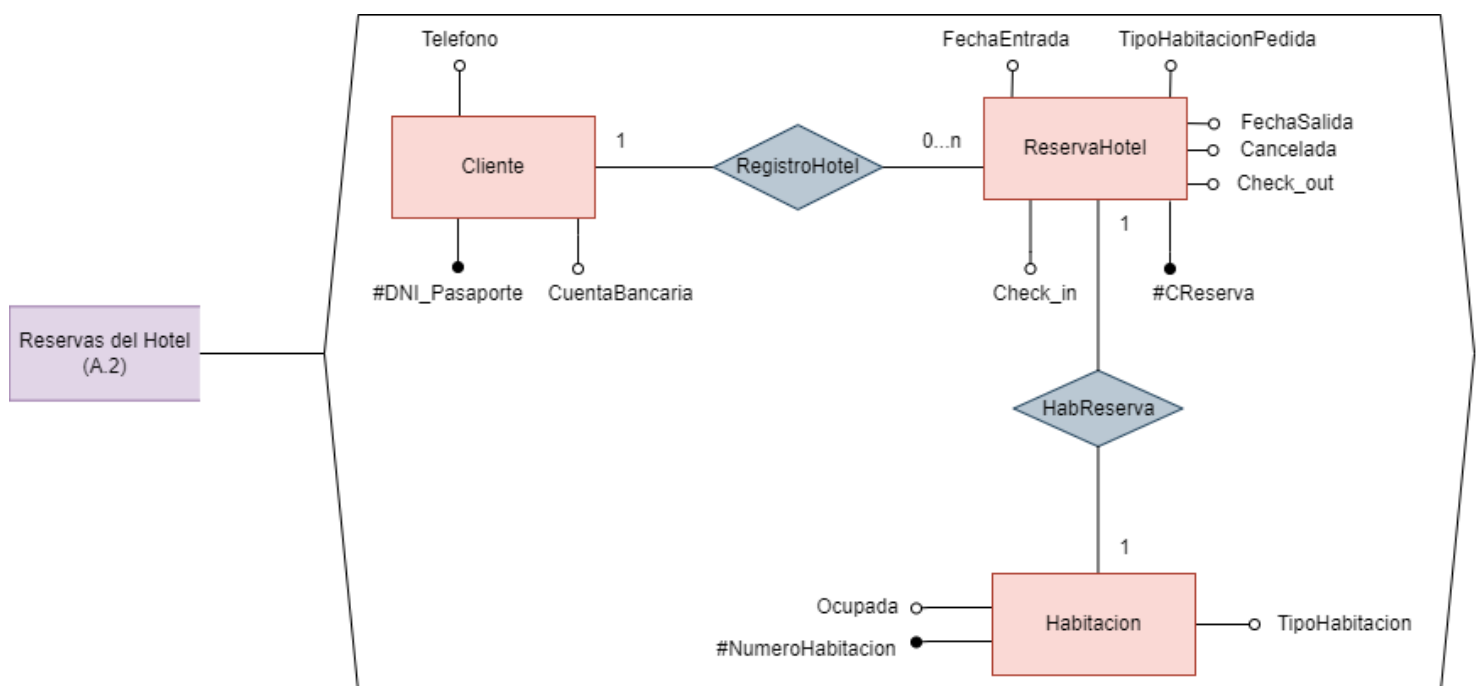 Telefono
FechaEntrada
TipoHabitacionPedida
Cliente
1
RegistroHotel
0...n
ReservaHotel
FechaSalida
Cancelada
Check_out
#DNI_Pasaporte
CuentaBancaria
1
Check_in
#CReserva
Reservas del Hotel
(A.2)
HabReserva
1
Ocupada
#NumeroHabitacion
Habitacion
TipoHabitacion